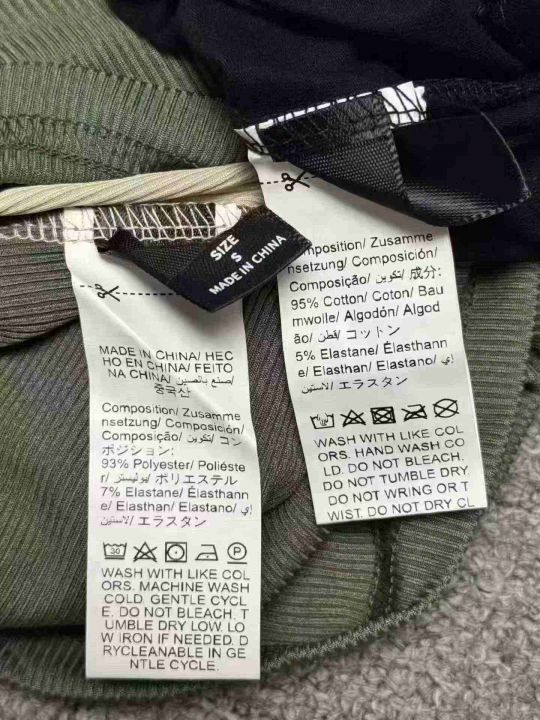 SIZE
S
MADE IN CHINA
MADE IN CHINA/ HEC
HO EN CHINA/ FEITO
NA CHINA/ صنع بالصين/
중국산
Composition/ Zusamme
nsetzung/ Composición/
Composição/ تكوين/ コン
ポジション:
93% Polyester/ Poliéste
r/ بوليستر/ ポリエステル
7% Elastane/ Élasthann
e/ Elasthan/ Elastano/ إي
لاستين/ エラスタン
30
P
WASH WITH LIKE COL
ORS. MACHINE WASH
COLD. GENTLE CYCL
E. DO NOT BLEACH. T
UMBLE DRY LOW. LO
W IRON IF NEEDED. D
RYCLEANABLE IN GE
NTLE CYCLE.
mposition/ Zusamme
nsetzung/ Composición/
Composição/ تكوين/ 成分:
95% Cotton/ Coton/ Bau
mwolle/ Algodón/ Algod
ão/ قطن/ コットン
5% Elastane/ Élasthann
e/ Elasthan/ Elastano/ إي
لاستين/ エラスタン
WASH WITH LIKE COL
ORS. HAND WASH CO
LD. DO NOT BLEACH.
DO NOT TUMBLE DRY.
DO NOT WRING OR T
WIST. DO NOT DRY CL